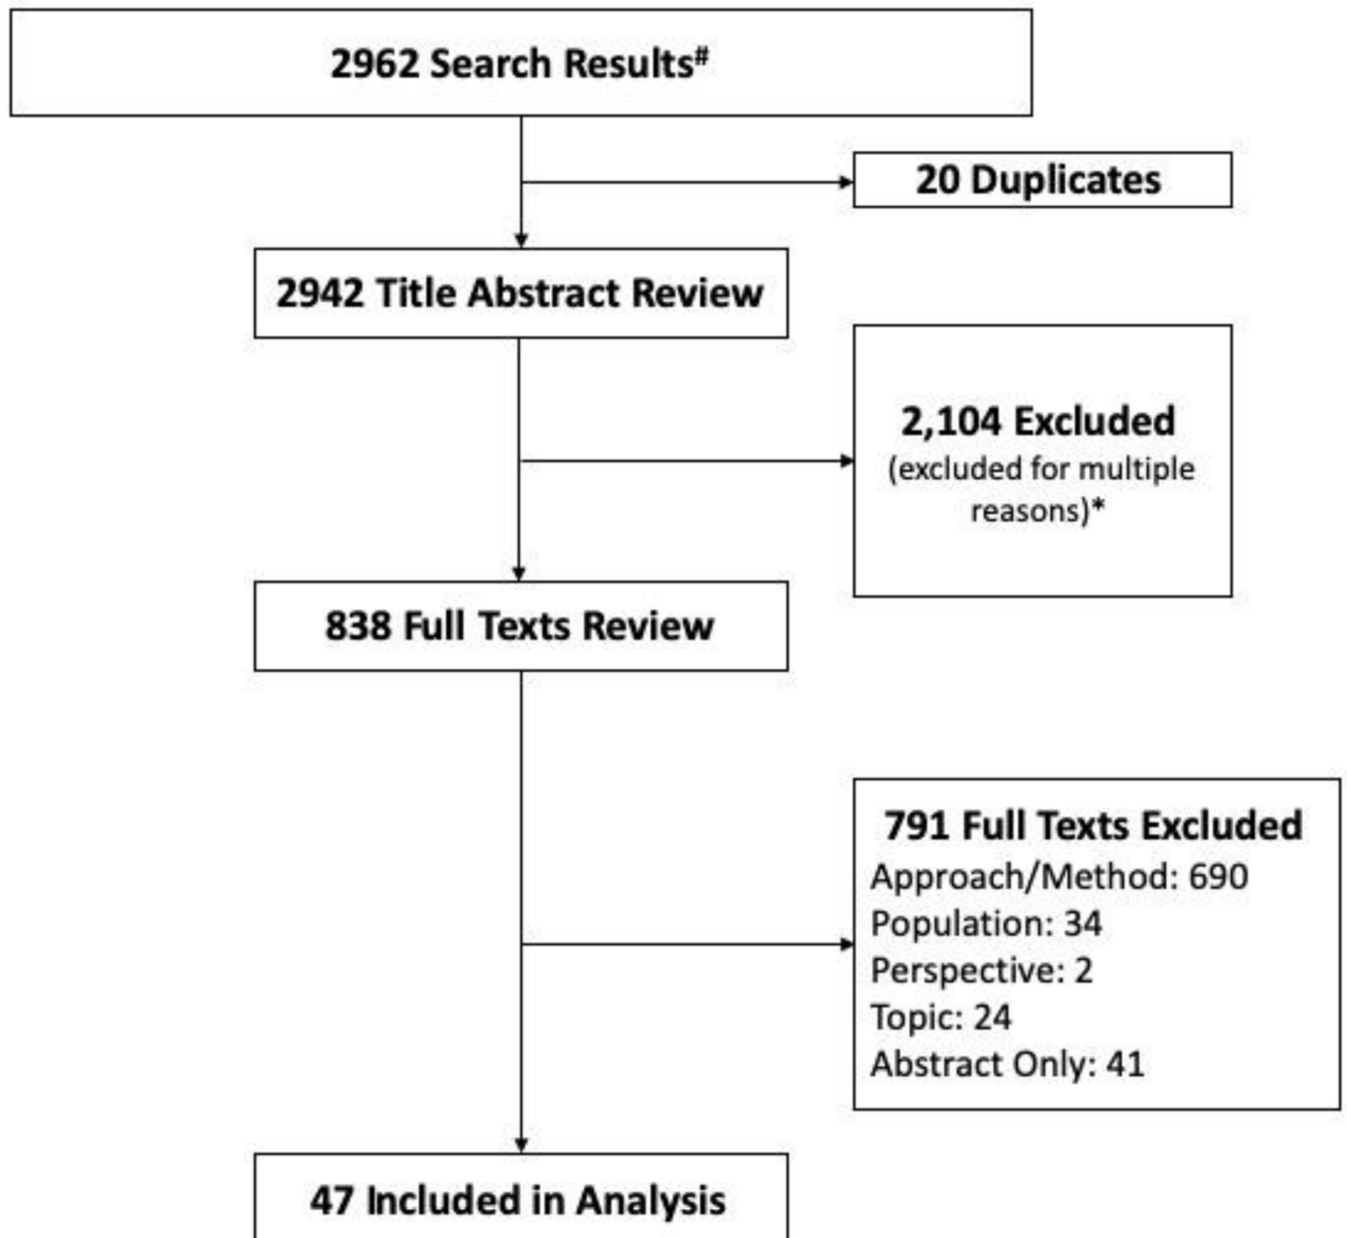 2962 Search Results#
20 Duplicates
2942 Title Abstract Review
2,104 Excluded
(excluded for multiple
reasons)*
838 Full Texts Review
791 Full Texts Excluded
Approach/Method: 690
Population: 34
Perspective: 2
Topic: 24
Abstract Only: 41
47 Included in Analysis